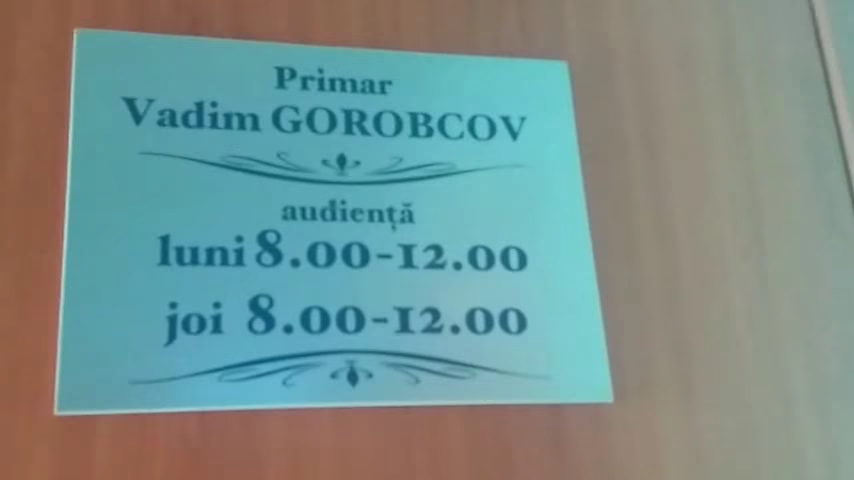 Primar
Vadim GOROBCOV
audiență
luni 8.00-12.00
joi 8.00-12.00